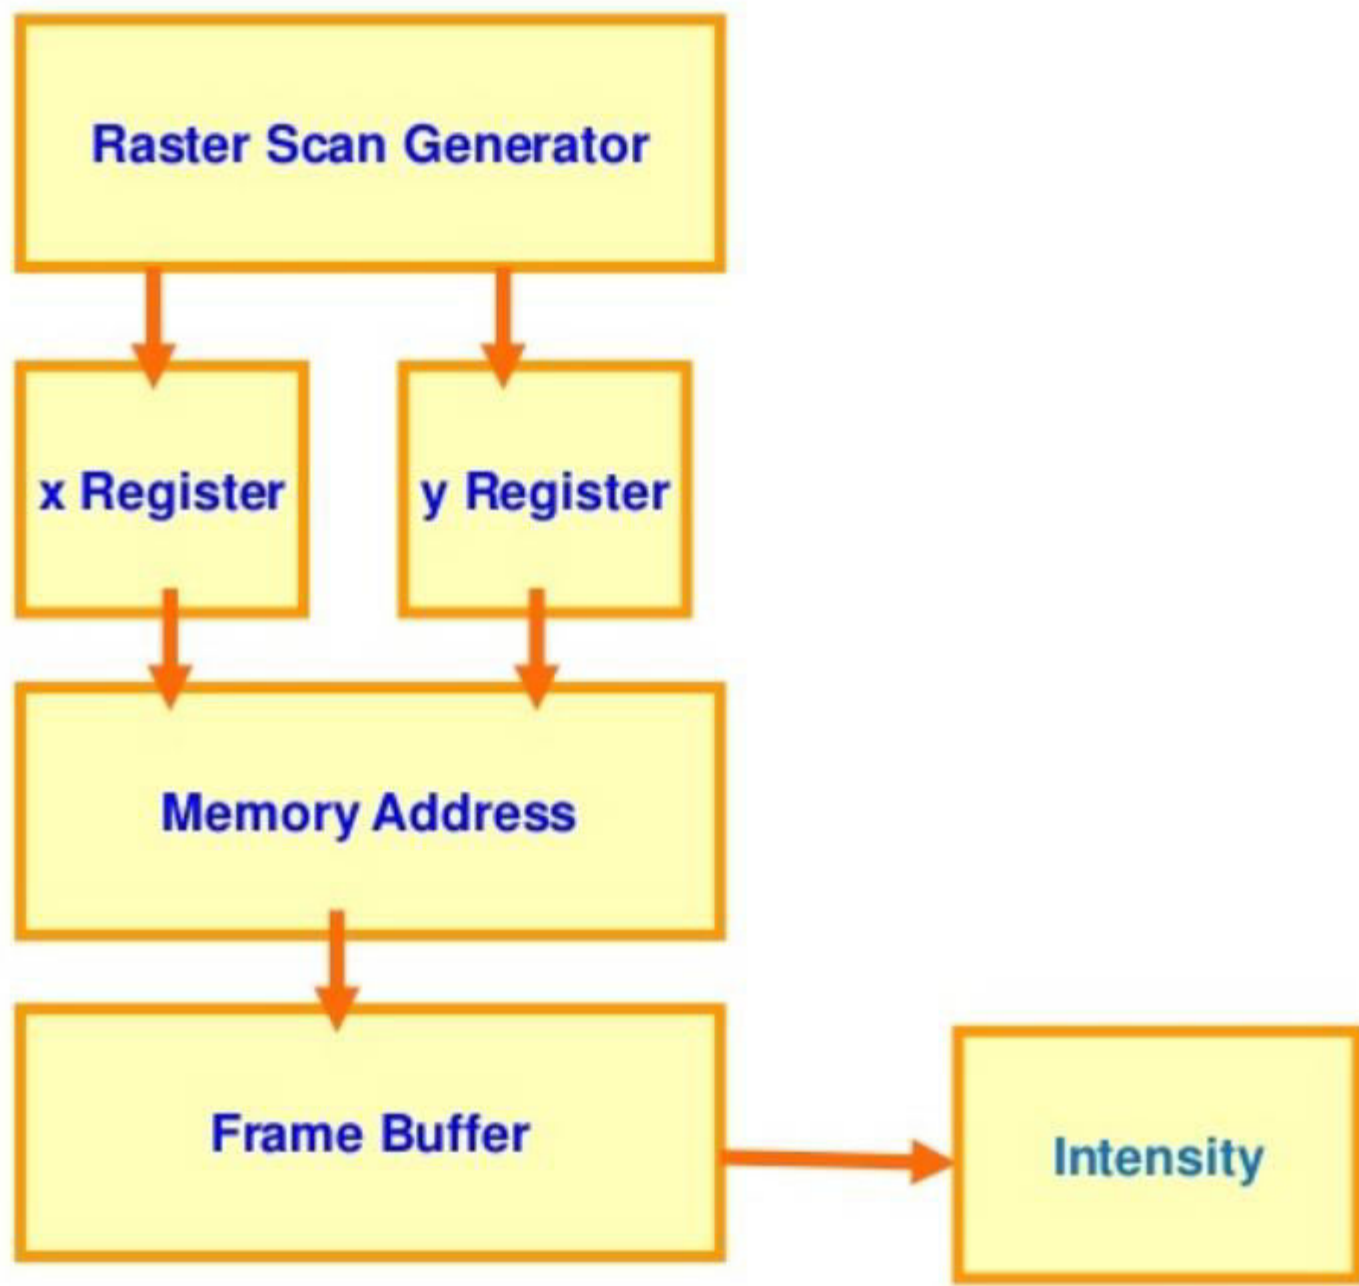 Raster Scan Generator
x Register
y Register
Memory Address
Frame Buffer
Intensity